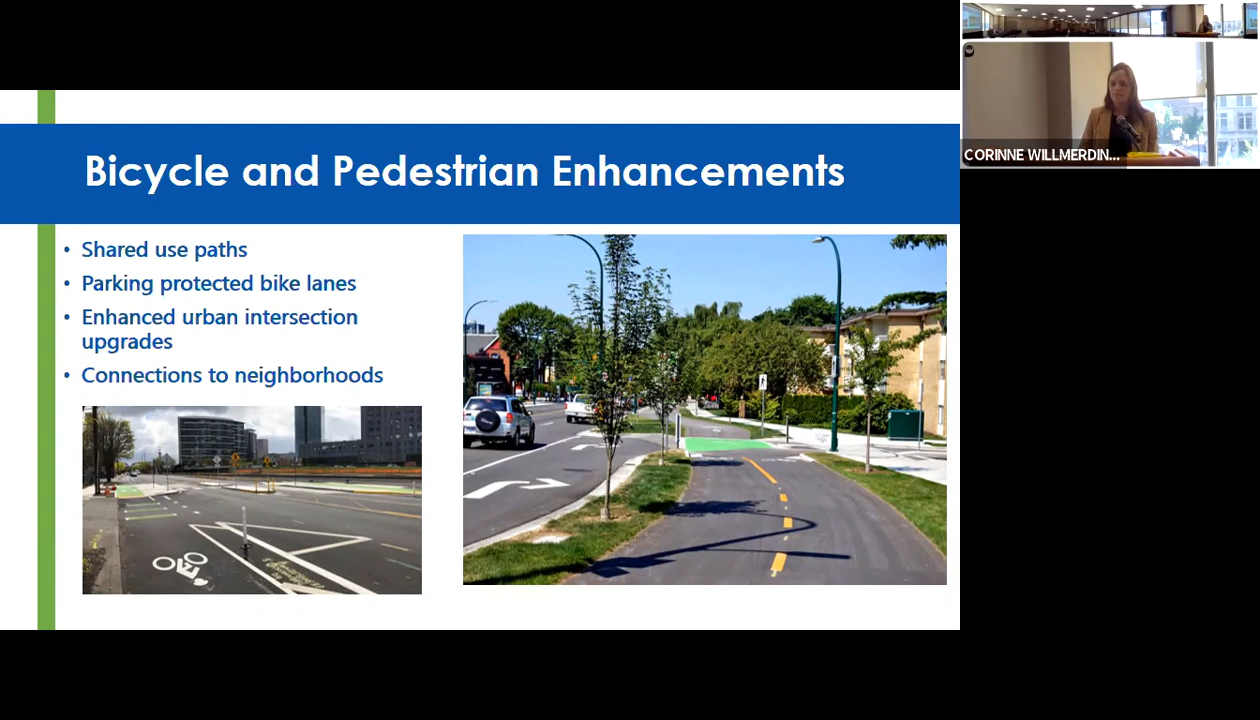 Bicycle and Pedestrian Enhancements
• Shared use paths
• Parking protected bike lanes
• Enhanced urban intersection
upgrades
• Connections to neighborhoods
CORINNE WILLMERDIN...